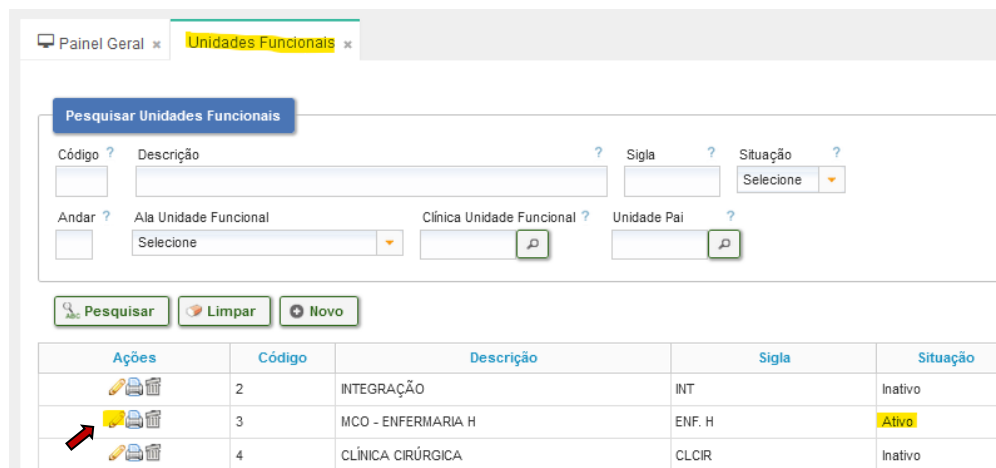 Painel Geral × Unidades Funcionais ×
Pesquisar Unidades Funcionais
Código ? Descrição ? Sigla ? Situação ?
Selecione
Andar ? Ala Unidade Funcional Clínica Unidade Funcional ? Unidade Pai ?
Selecione
Pesquisar Limpar Novo
Ações Código Descrição Sigla Situação
2 INTEGRAÇÃO INT Inativo
3 MCO - ENFERMARIA H ENF. H Ativo
4 CLÍNICA CIRÚRGICA CLCIR Inativo